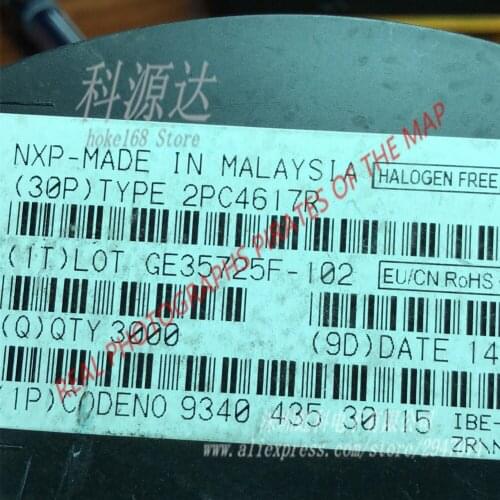 科源达
hoke168 Store
NXP-MADE IN MALAYSIA
HALOGEN FREE
(30P)TYPE 2PC4617R
(1T)LOT GE35725F-102
EU/CN RoHS
(Q)QTY 3000
(9D)DATE 14
(1P)CODENO 9340 435 30115
IBE-
REAL PHOTOGRAPHS PIRATES OF THE MAP
www.aliexpress.com/store/